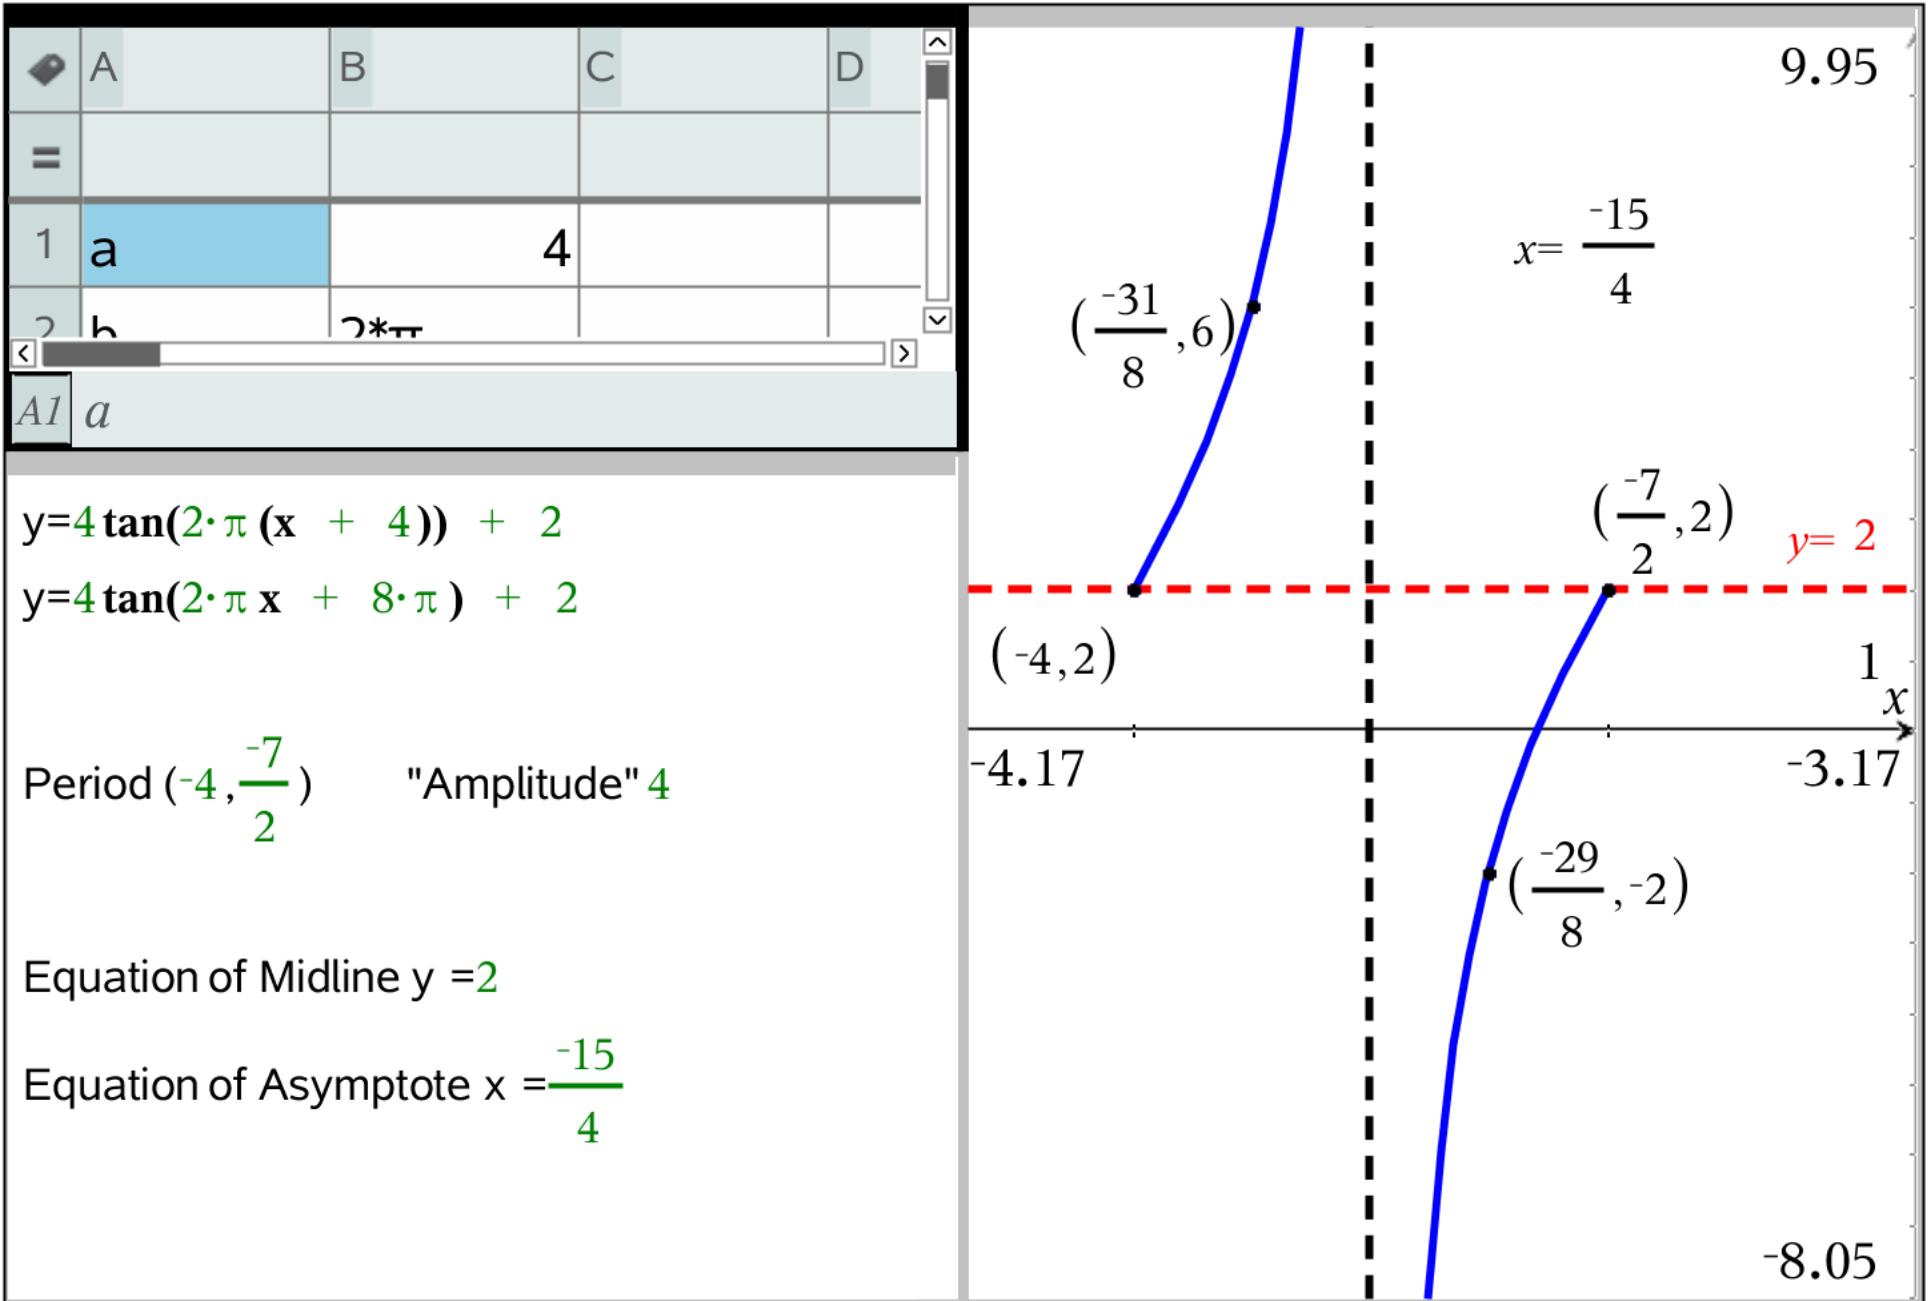 A B C D
=
1 a 4
2 b 2*π
A1 a
y=4 tan(2·π (x + 4)) + 2
y=4 tan(2·π x + 8·π ) + 2
Period (-4, -7/2 ) "Amplitude" 4
Equation of Midline y =2
Equation of Asymptote x = -15/4
9.95
x= -15/4
(-31/8, 6)
(-7/2, 2)
y= 2
(-4, 2)
1
x
-4.17
-3.17
(-29/8, -2)
-8.05